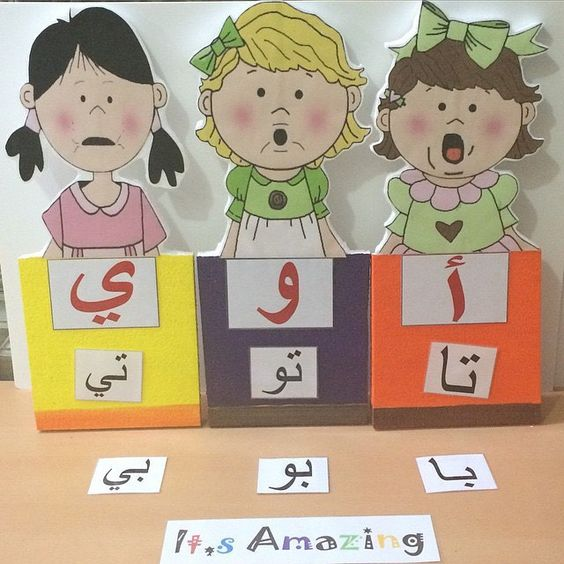 أ و ي
تا تو تي
با بو بي
It,s Amazing